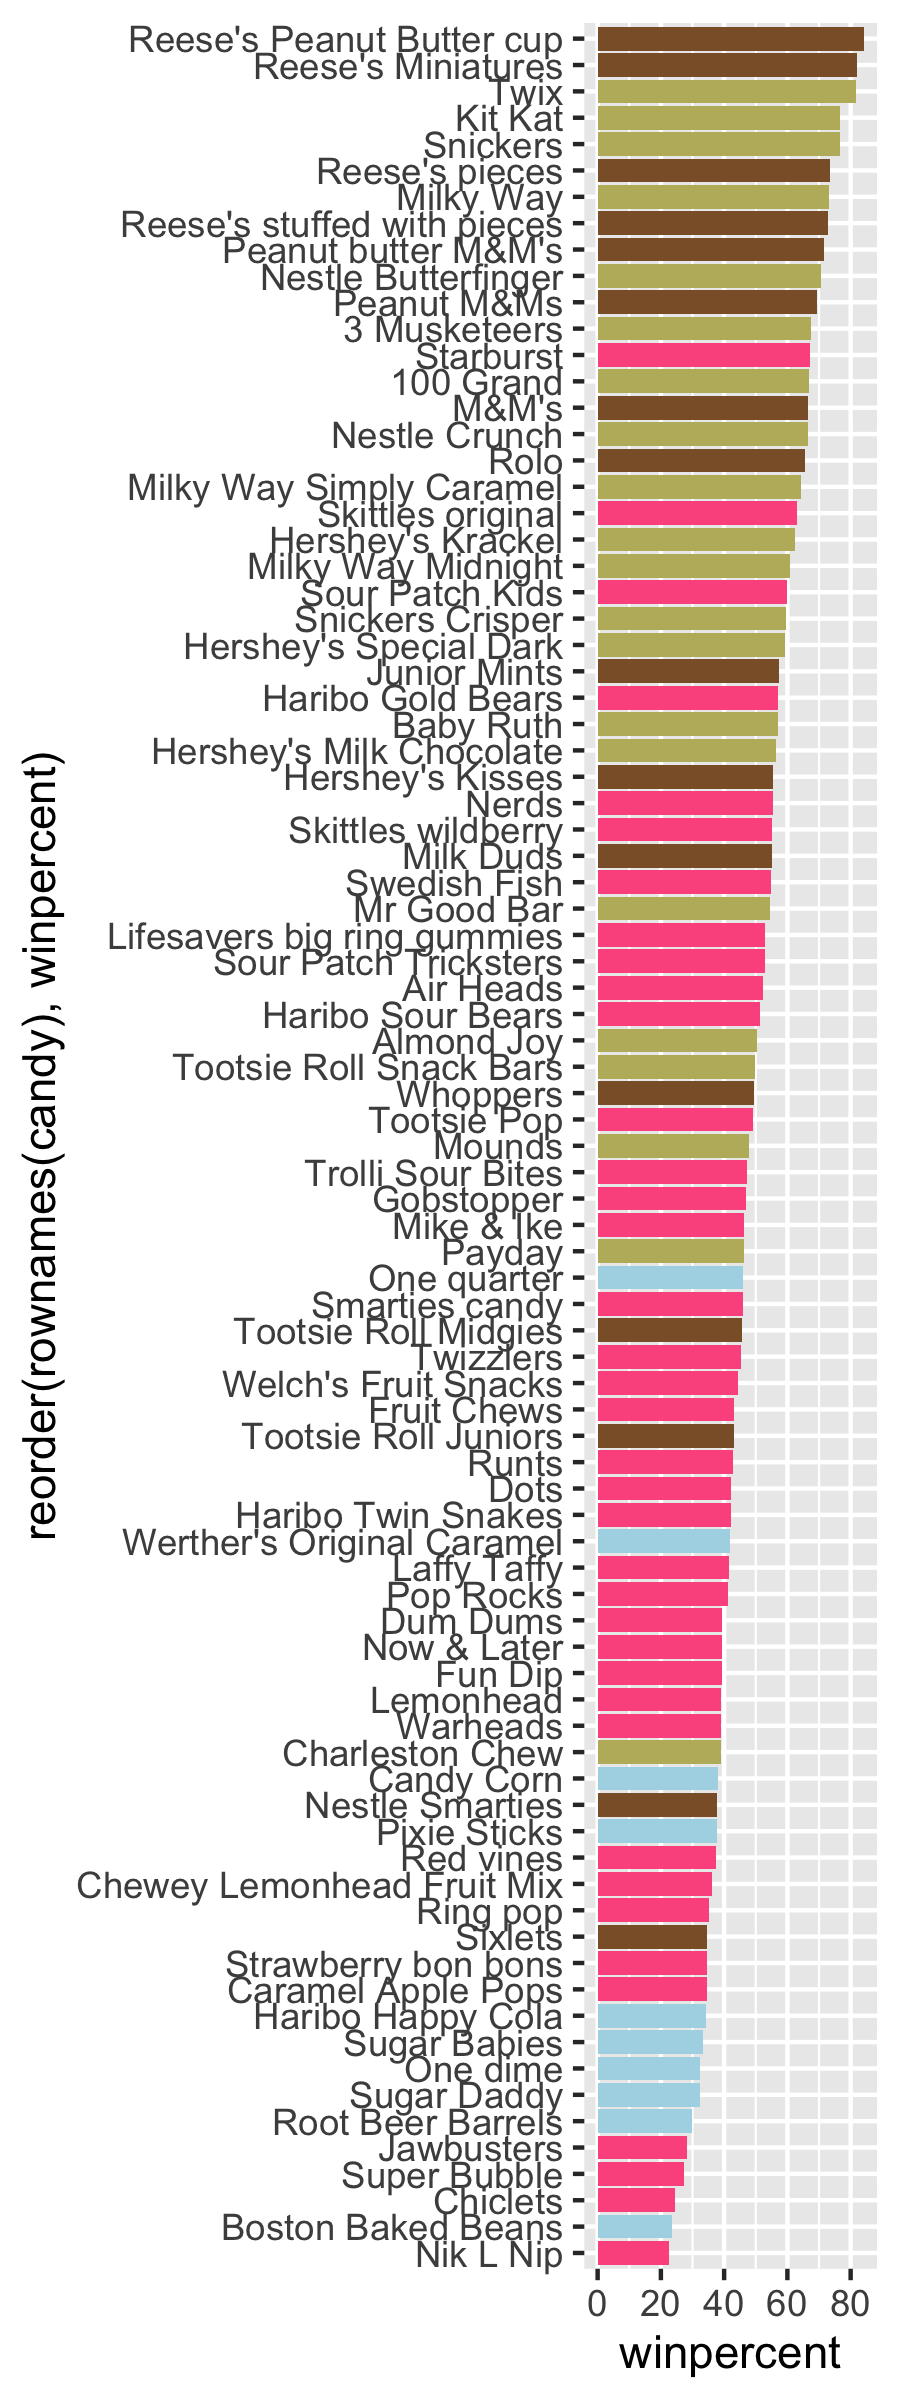 Reese's Peanut Butter cup
Reese's Miniatures
Twix
Kit Kat
Snickers
Reese's pieces
Milky Way
Reese's stuffed with pieces
Peanut butter M&M's
Nestle Butterfinger
Peanut M&Ms
3 Musketeers
Starburst
100 Grand
M&M's
Nestle Crunch
Rolo
Milky Way Simply Caramel
Skittles original
Hershey's Krackel
Milky Way Midnight
Sour Patch Kids
Snickers Crisper
Hershey's Special Dark
Junior Mints
Haribo Gold Bears
Baby Ruth
Hershey's Milk Chocolate
Hershey's Kisses
Nerds
Skittles wildberry
Milk Duds
Swedish Fish
Mr Good Bar
Lifesavers big ring gummies
Sour Patch Tricksters
Air Heads
Haribo Sour Bears
Almond Joy
Tootsie Roll Snack Bars
Whoppers
Tootsie Pop
Mounds
Trolli Sour Bites
Gobstopper
Mike & Ike
Payday
One quarter
Smarties candy
Tootsie Roll Midgies
Twizzlers
Welch's Fruit Snacks
Fruit Chews
Tootsie Roll Juniors
Runts
Dots
Haribo Twin Snakes
Werther's Original Caramel
Laffy Taffy
Pop Rocks
Dum Dums
Now & Later
Fun Dip
Lemonhead
Warheads
Charleston Chew
Candy Corn
Nestle Smarties
Pixie Sticks
Red vines
Chewey Lemonhead Fruit Mix
Ring pop
Sixlets
Strawberry bon bons
Caramel Apple Pops
Haribo Happy Cola
Sugar Babies
One dime
Sugar Daddy
Root Beer Barrels
Jawbusters
Super Bubble
Chiclets
Boston Baked Beans
Nik L Nip
0 20 40 60 80
winpercent
reorder(rownames(candy), winpercent)